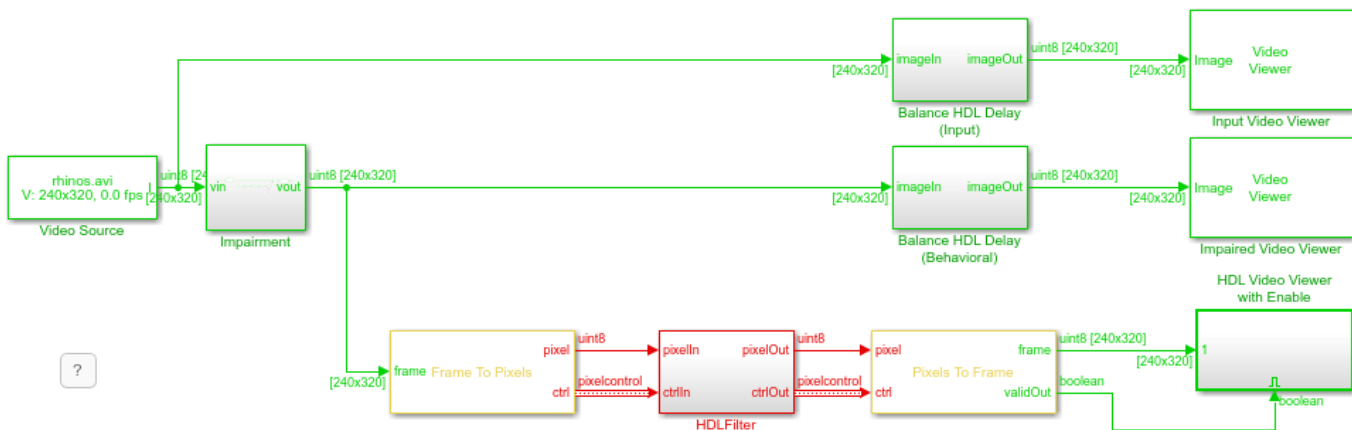 imageIn imageOut
uint8 [240x320]
[240x320]
[240x320]
Image
Video
Viewer
Balance HDL Delay
(Input)
Input Video Viewer
rhinos.avi
V: 240x320, 0.0 fps
I
uint8 [24
[240x320]
vin vout
uint8 [240x320]
Video Source
Impairment
[240x320]
imageIn imageOut
uint8 [240x320]
[240x320]
Image
Video
Viewer
Balance HDL Delay
(Behavioral)
Impaired Video Viewer
HDL Video Viewer
with Enable
?
[240x320]
frame Frame To Pixels
pixel
ctrl
uint8
pixelcontrol
pixelIn pixelOut
ctrlIn ctrlOut
HDLFilter
uint8
pixelcontrol
pixel
ctrl
Pixels To Frame
frame
validOut
uint8 [240x320]
[240x320]
boolean
1
boolean